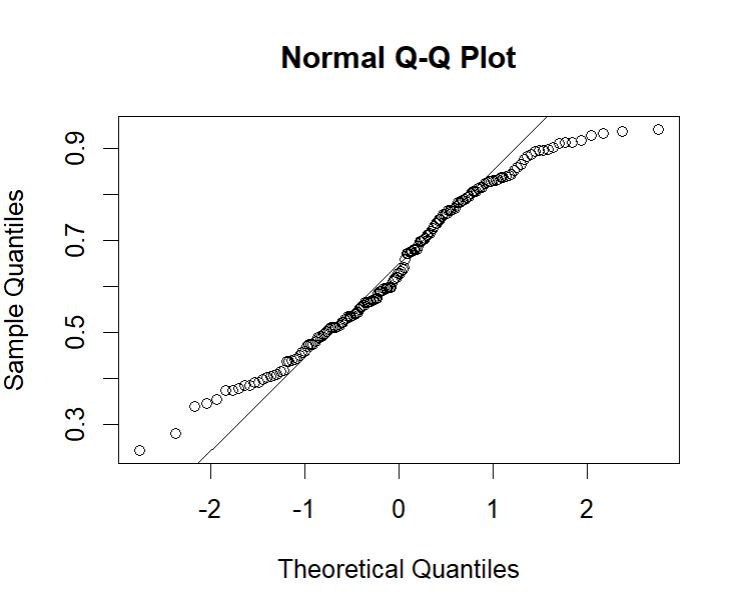 Normal Q-Q Plot
Sample Quantiles
0.9
0.7
0.5
0.3
-2 -1 0 1 2
Theoretical Quantiles